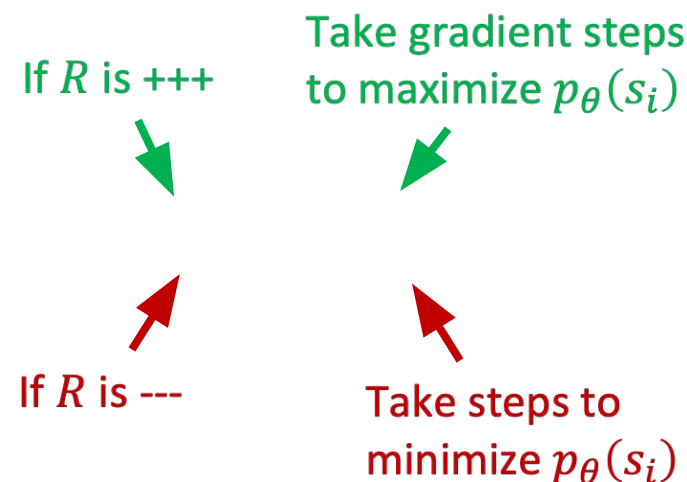 Take gradient steps
If R is +++
to maximize pθ(sᵢ)
If R is ---
Take steps to
minimize pθ(sᵢ)